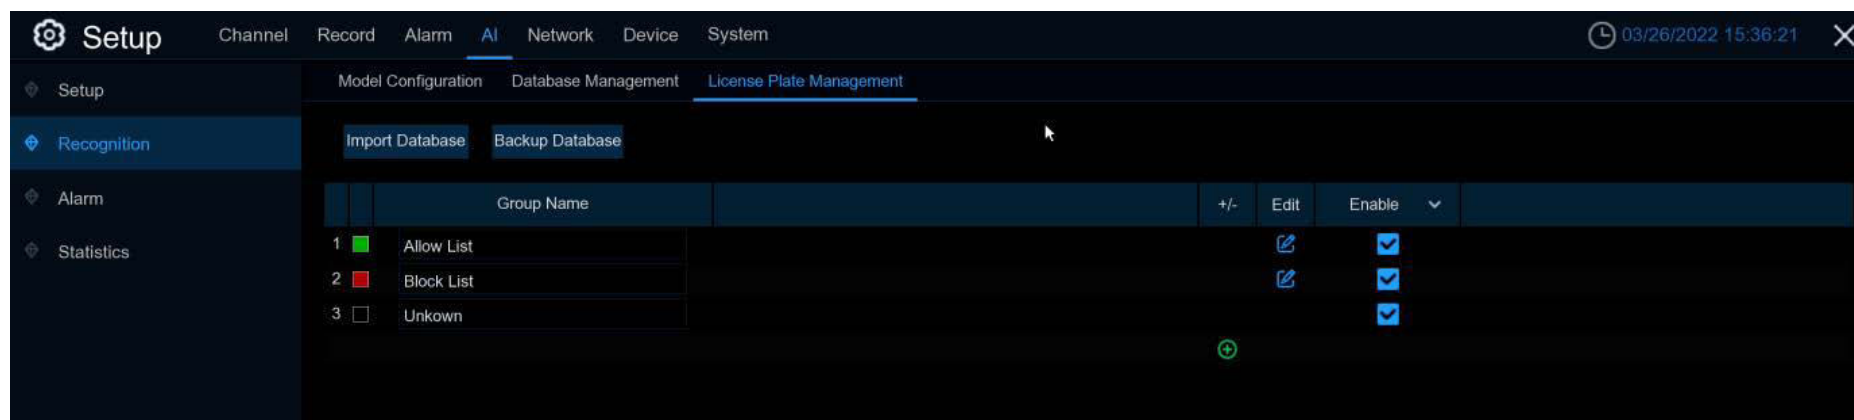 Setup Channel Record Alarm AI Network Device System 03/26/2022 15:36:21
Setup
Recognition
Alarm
Statistics
Model Configuration Database Management License Plate Management
Import Database Backup Database
Group Name +/- Edit Enable
1 Allow List
2 Block List
3 Unkown